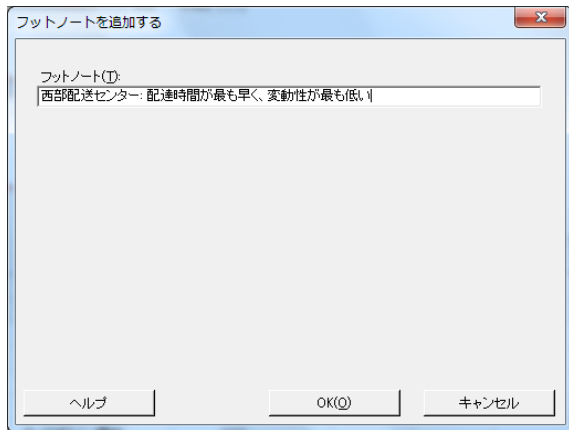 フットノートを追加する
フットノート(T):
西部配送センター: 配達時間が最も早く、変動性が最も低い
ヘルプ
OK(O)
キャンセル